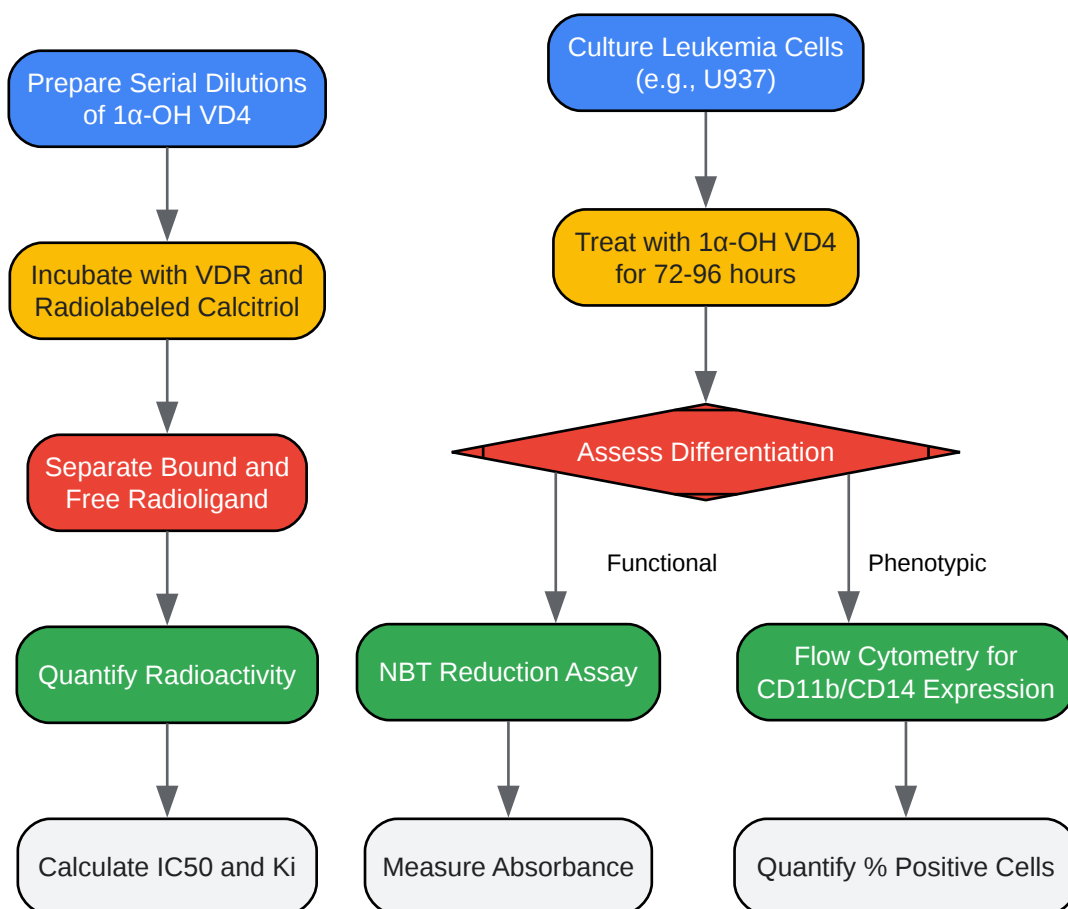 Prepare Serial Dilutions
of 1α-OH VD4
Incubate with VDR and
Radiolabeled Calcitriol
Separate Bound and
Free Radioligand
Quantify Radioactivity
Calculate IC50 and Ki
Culture Leukemia Cells
(e.g., U937)
Treat with 1α-OH VD4
for 72-96 hours
Assess Differentiation
Functional
Phenotypic
NBT Reduction Assay
Measure Absorbance
Flow Cytometry for
CD11b/CD14 Expression
Quantify % Positive Cells